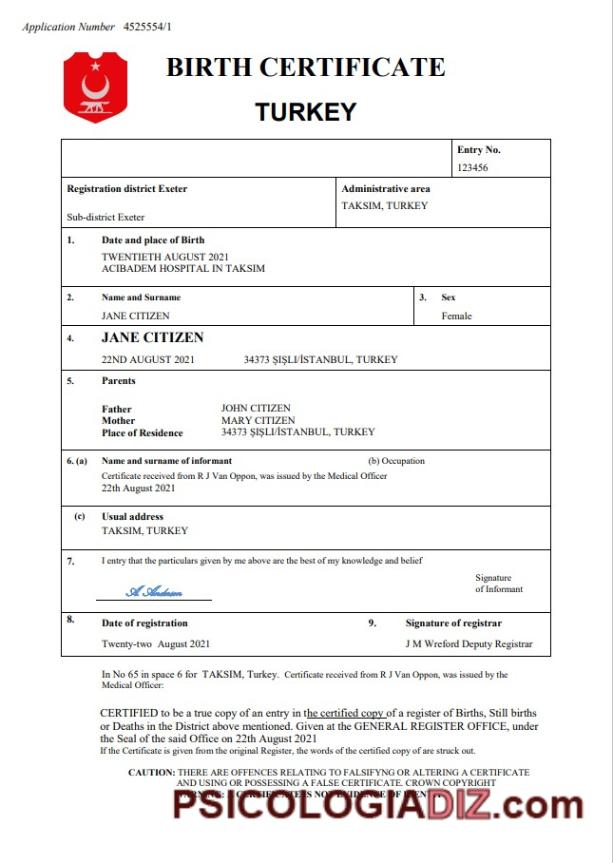 Application Number 4525554/1
BIRTH CERTIFICATE
TURKEY
Entry No.
123456
Registration district Exeter
Sub-district Exeter
Administrative area
TAKSIM, TURKEY
1. Date and place of Birth
TWENTIETH AUGUST 2021
ACIBADEM HOSPITAL IN TAKSIM
2. Name and Surname
JANE CITIZEN
3. Sex
Female
4. JANE CITIZEN
22ND AUGUST 2021 34373 ŞIŞLI/İSTANBUL, TURKEY
5. Parents
Father JOHN CITIZEN
Mother MARY CITIZEN
Place of Residence 34373 ŞIŞLI/İSTANBUL, TURKEY
6. (a) Name and surname of informant (b) Occupation
Certificate received from R J Van Oppon, was issued by the Medical Officer
22th August 2021
(c) Usual address
TAKSIM, TURKEY
7. I entry that the particulars given by me above are the best of my knowledge and belief
A. Anderson
Signature
of Informant
8. Date of registration
Twenty-two August 2021
9. Signature of registrar
J M Wreford Deputy Registrar
In No 65 in space 6 for TAKSIM, Turkey. Certificate received from R J Van Oppon, was issued by the
Medical Officer:
CERTIFIED to be a true copy of an entry in the certified copy of a register of Births, Still births
or Deaths in the District above mentioned. Given at the GENERAL REGISTER OFFICE, under
the Seal of the said Office on 22th August 2021
If the Certificate is given from the original Register, the words of the certified copy of are struck out.
CAUTION: THERE ARE OFFENCES RELATING TO FALSIFYNG OR ALTERING A CERTIFICATE
AND USING OR POSSESSING A FALSE CERTIFICATE. CROWN COPYRIGHT
PSICOLOGIADIZ.com